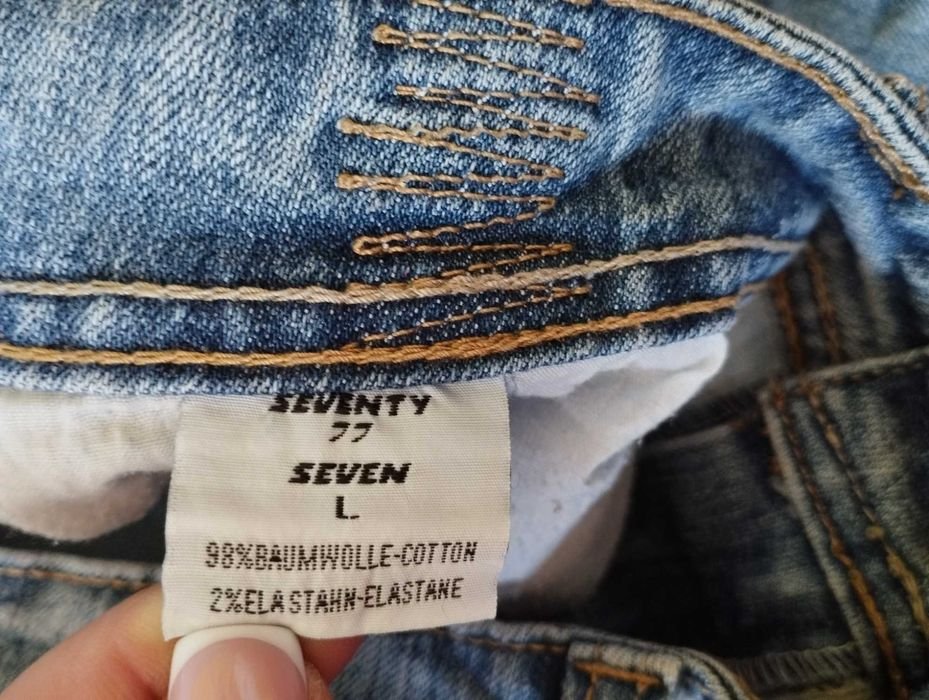 SEVENTY
77
SEVEN
L
98%BAUMWOLLE-COTTON
2%ELASTAHN-ELASTANE